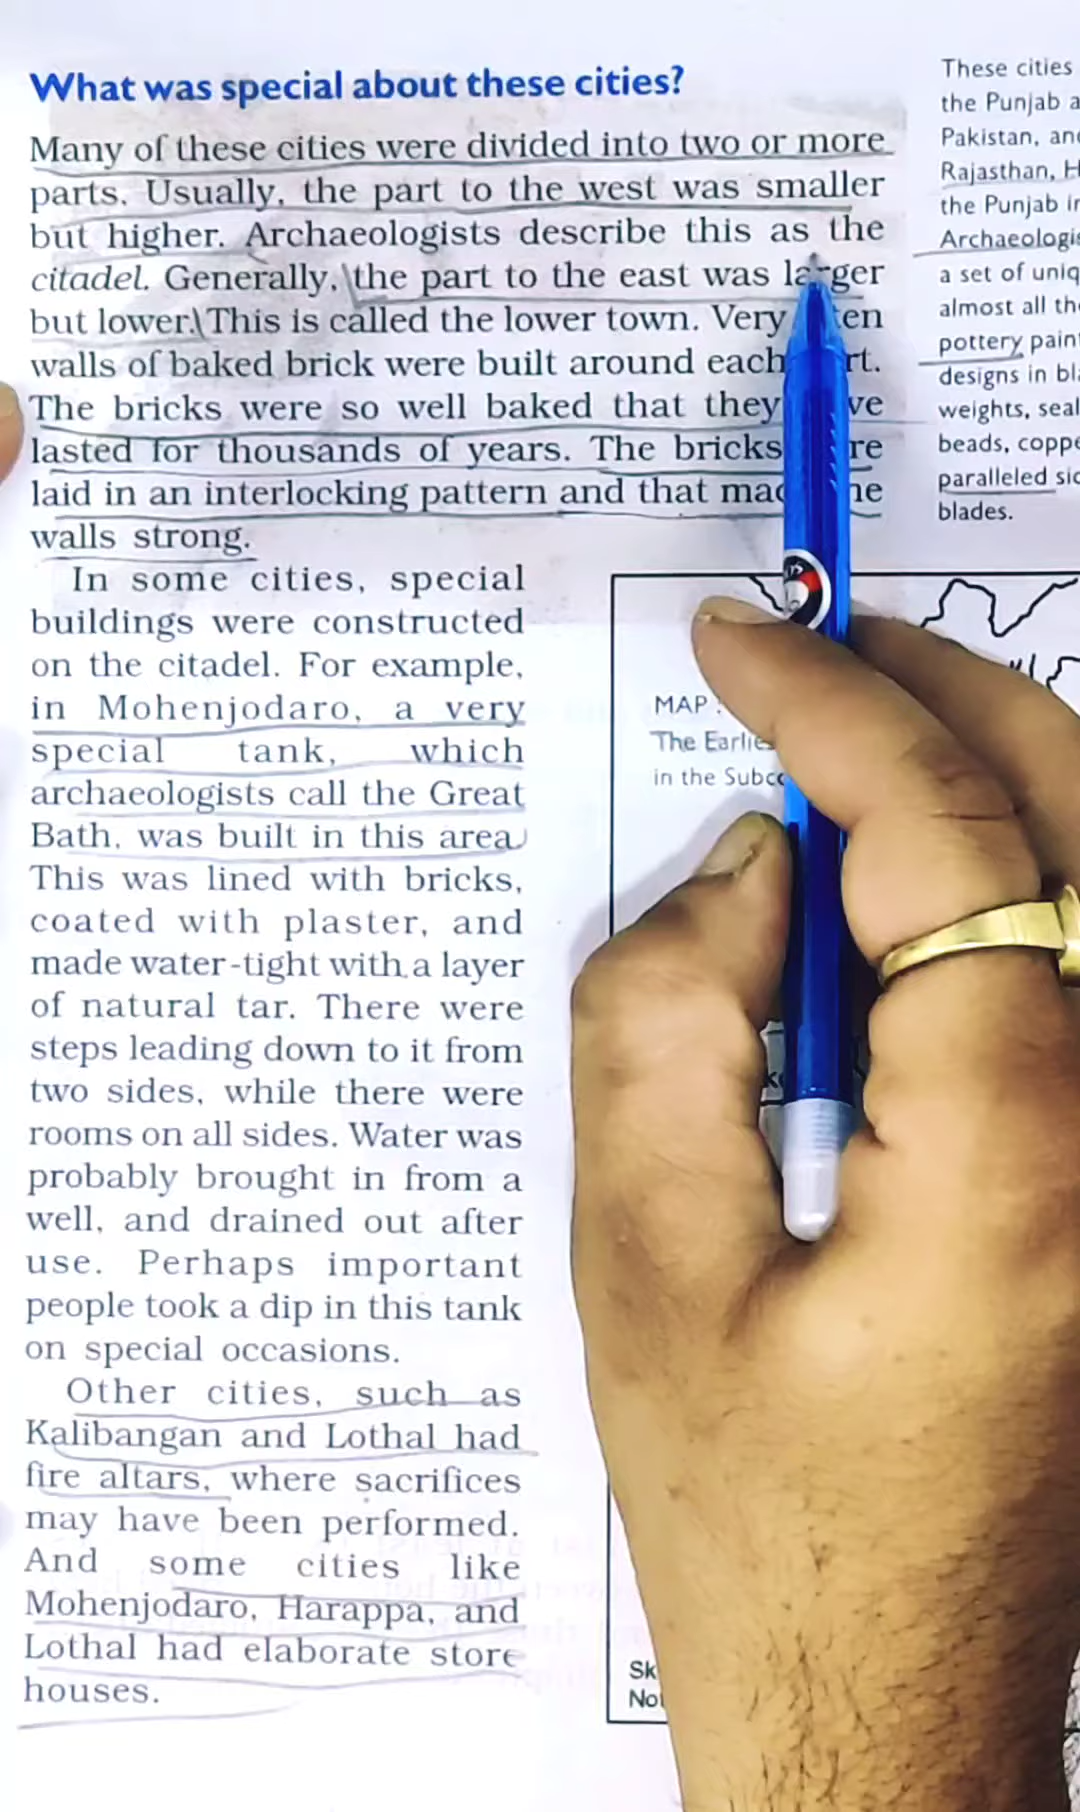 What was special about these cities?
Many of these cities were divided into two or more
parts. Usually, the part to the west was smaller
but higher. Archaeologists describe this as the
citadel. Generally, the part to the east was larger
but lower. This is called the lower town. Very
walls of baked brick were built around each
The bricks were so well baked that they
lasted for thousands of years. The bricks
laid in an interlocking pattern and that
walls strong.
In some cities, special
buildings were constructed
on the citadel. For example,
in Mohenjodaro, a very
special tank, which
archaeologists call the Great
Bath, was built in this area
This was lined with bricks,
coated with plaster, and
made water-tight with a layer
of natural tar. There were
steps leading down to it from
two sides, while there were
rooms on all sides. Water was
probably brought in from a
well, and drained out after
use. Perhaps important
people took a dip in this tank
on special occasions.
Other cities, such as
Kalibangan and Lothal had
fire altars, where sacrifices
may have been performed.
And some cities like
Mohenjodaro, Harappa, and
Lothal had elaborate store
houses.
These cities
the Punjab
Pakistan,
Rajasthan,
the Punjab
a set of
almost all
pottery
designs in
weights,
beads,
paralleled
blades.
MAP
The
in the